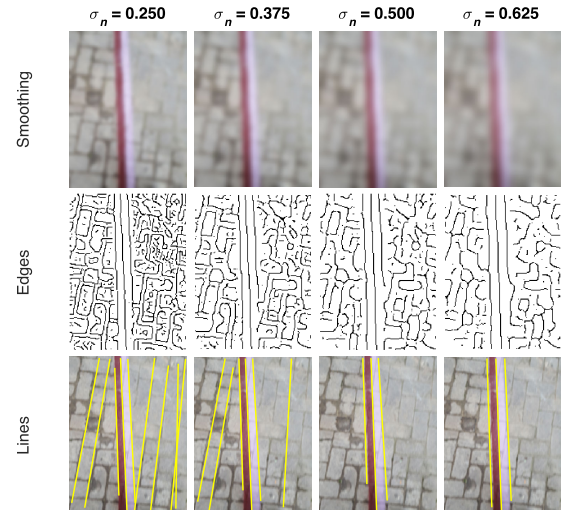 σn = 0.250 σn = 0.375 σn = 0.500 σn = 0.625
Smoothing
Edges
Lines